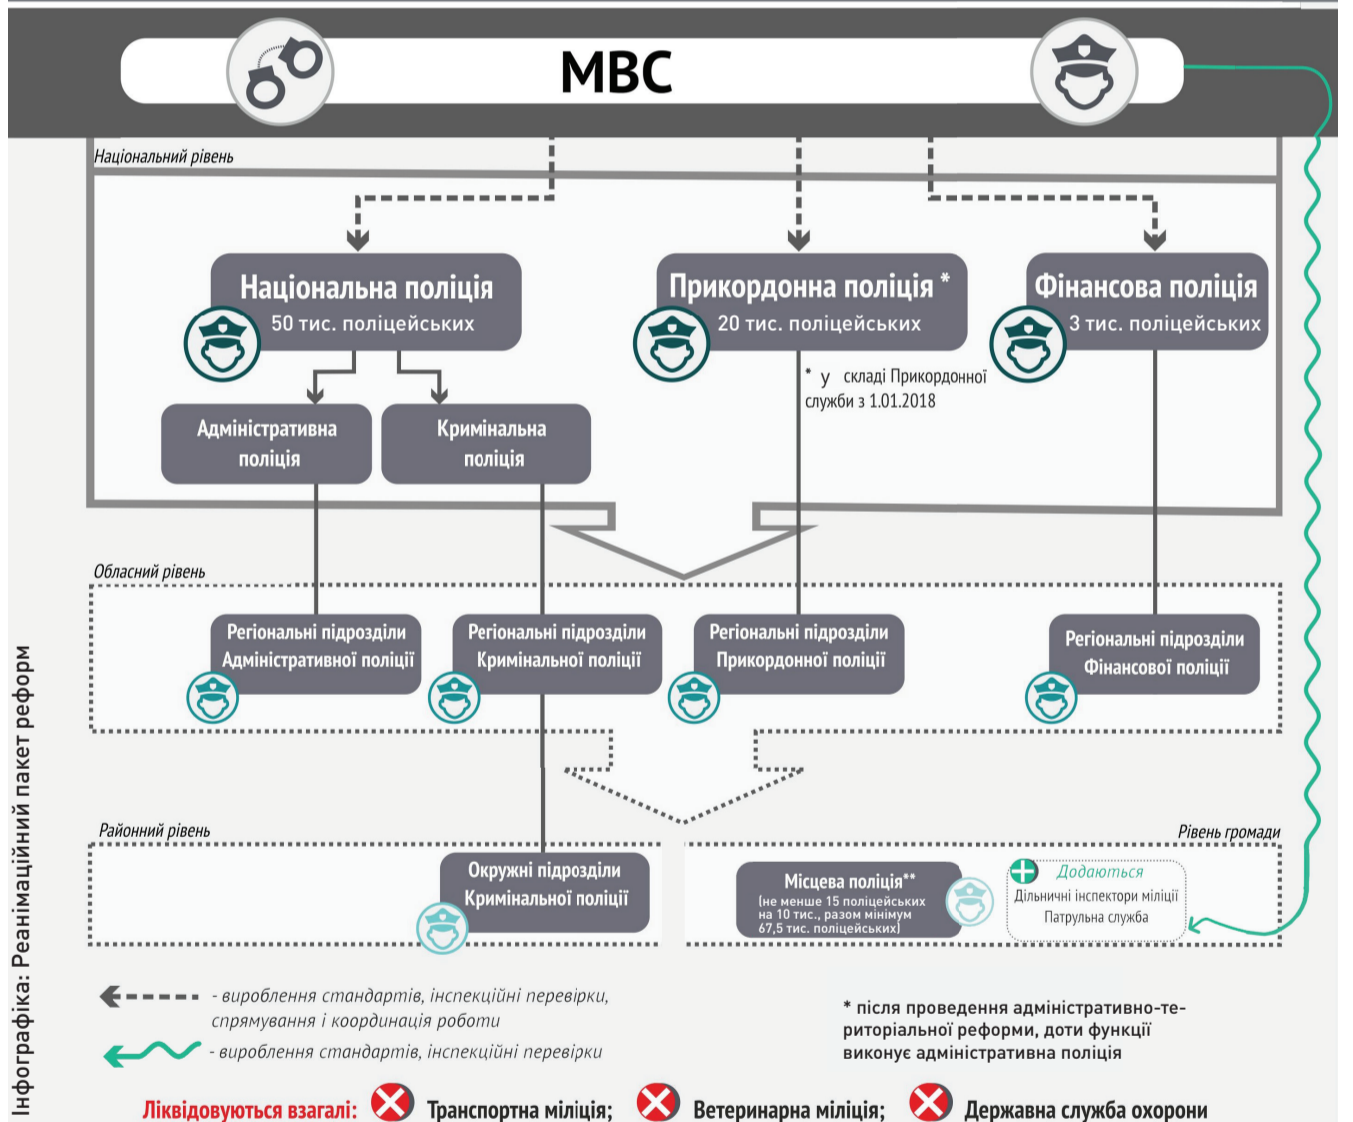 МВС
Національний рівень
Національна поліція
50 тис. поліцейських
Прикордонна поліція *
20 тис. поліцейських
Фінансова поліція
3 тис. поліцейських
* у складі Прикордонної
служби з 1.01.2018
Адміністративна
поліція
Кримінальна
поліція
Обласний рівень
Регіональні підрозділи
Адміністративної поліції
Регіональні підрозділи
Кримінальної поліції
Регіональні підрозділи
Прикордонної поліції
Регіональні підрозділи
Фінансової поліції
Районний рівень
Рівень громади
Окружні підрозділи
Кримінальної поліції
Місцева поліція**
(не менше 15 поліцейських
на 10 тис., разом мінімум
67,5 тис. поліцейських)
Додаються
Дільничні інспектори міліції
Патрульна служба
- вироблення стандартів, інспекційні перевірки,
спрямування і координація роботи
- вироблення стандартів, інспекційні перевірки
* після проведення адміністративно-те-
риторіальної реформи, доти функції
виконує адміністративна поліція
Ліквідовуються взагалі: Транспортна міліція; Ветеринарна міліція; Державна служба охорони
Інфографіка: Реанімаційний пакет реформ